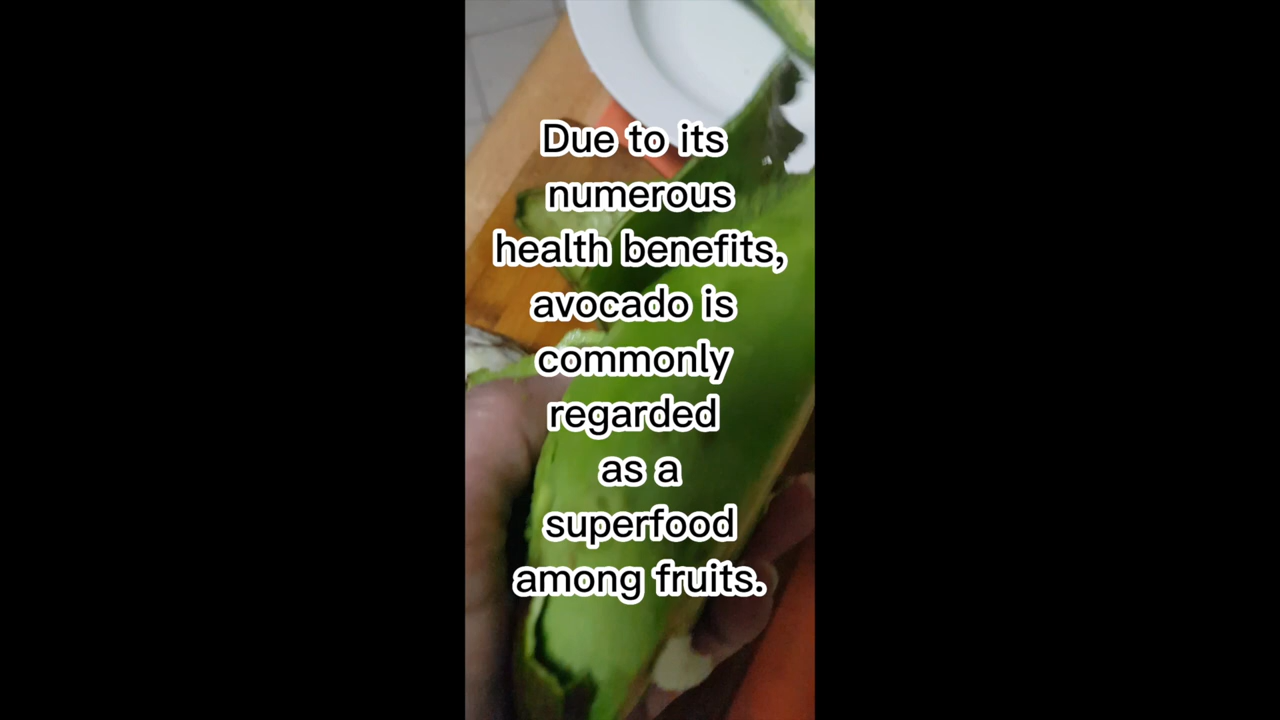 Due to its
numerous
health benefits,
avocado is
commonly
regarded
as a
superfood
among fruits.